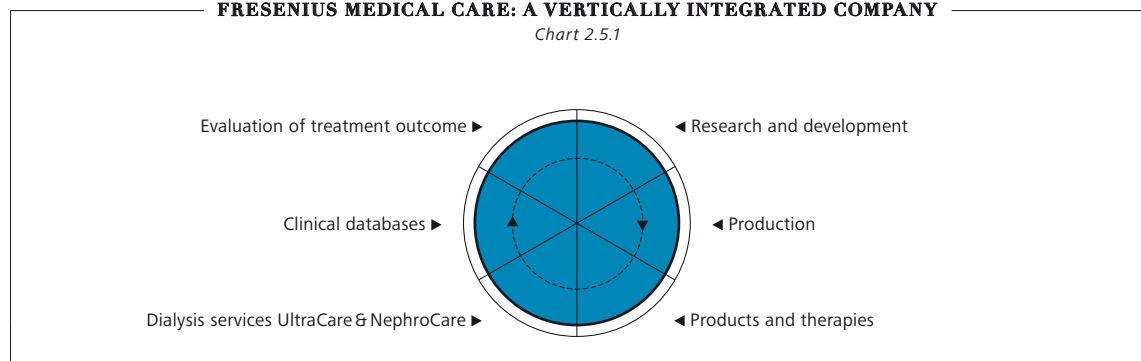 FRESENIUS MEDICAL CARE: A VERTICALLY INTEGRATED COMPANY
Chart 2.5.1
Evaluation of treatment outcome ▶
◀ Research and development
Clinical databases ▶
◀ Production
Dialysis services UltraCare & NephroCare ▶
◀ Products and therapies